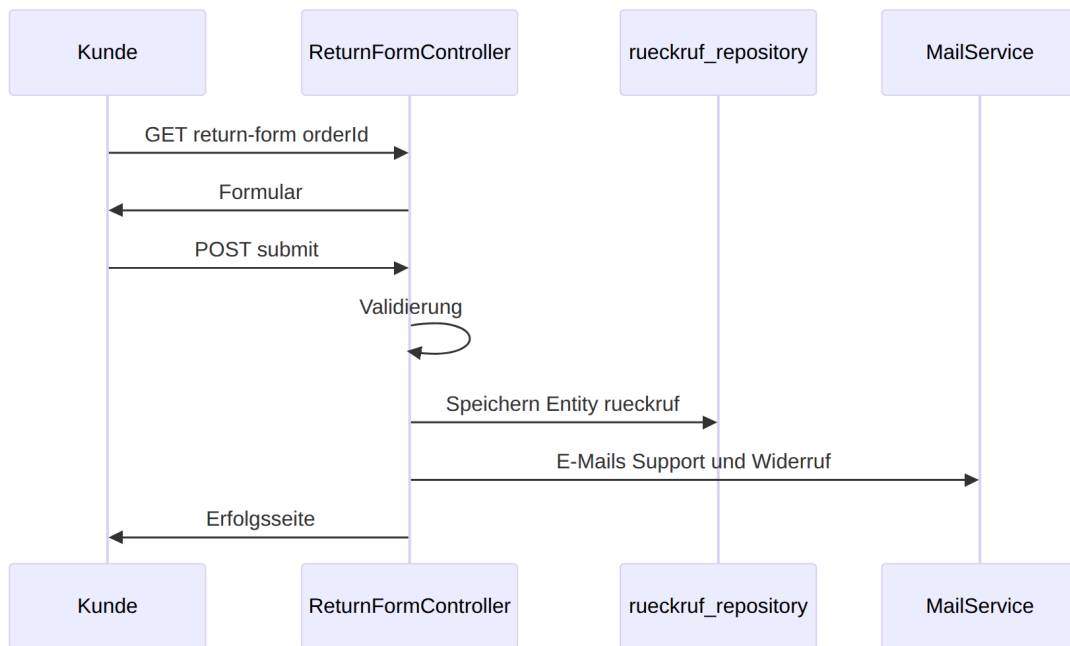 Kunde
ReturnFormController
rueckruf_repository
MailService
GET return-form orderId
Formular
POST submit
Validierung
Speichern Entity rueckruf
E-Mails Support und Widerruf
Erfolgsseite
Kunde
ReturnFormController
rueckruf_repository
MailService